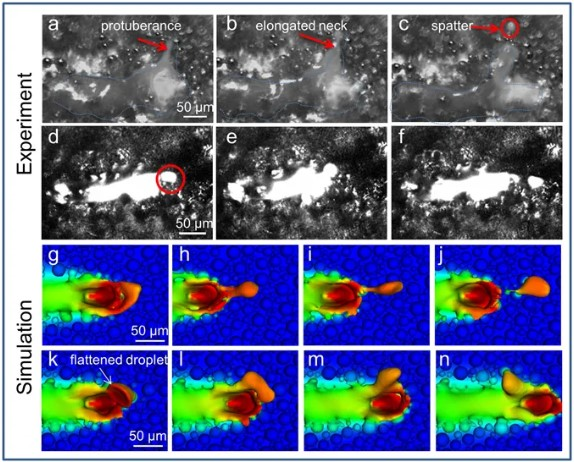 Experiment
a
protuberance
50 µm
b
elongated neck
c
spatter
d
50 µm
e
f
Simulation
g
50 µm
h
i
j
k
flattened droplet
50 µm
l
m
n